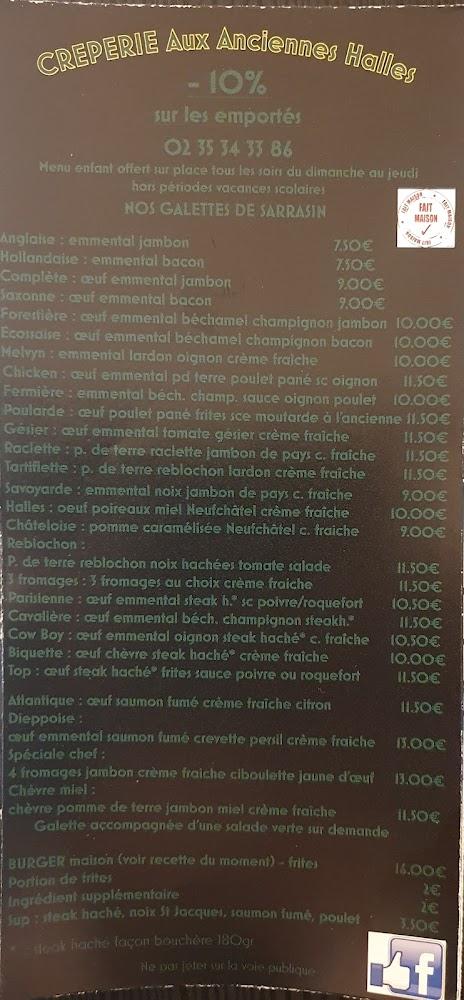 CREPERIE Aux Anciennes Halles
- 10%
sur les emportés
02 35 34 33 86
Menu enfant offert sur place tous les soirs du dimanche au jeudi
hors périodes vacances scolaires
NOS GALETTES DE SARRASIN
FAIT MAISON
Anglaise : emmental jambon 7.50€
Hollandaise : emmental bacon 7.50€
Complète : œuf emmental jambon 9.00€
Saxonne : œuf emmental bacon 9.00€
Forestière : œuf emmental béchamel champignon jambon 10.00€
Ecossaise : œuf emmental béchamel champignon bacon 10.00€
Melvyn : emmental lardon oignon crème fraîche 10.00€
Chicken : œuf emmental pd terre poulet pané sc oignon 11.50€
Fermière : emmental béch. champ. sauce oignon poulet 10.00€
Poularde : œuf poulet pané frites sce moutarde à l'ancienne 11.50€
Gésier : œuf emmental tomate gésier crème fraîche 11.50€
Raclette : p. de terre raclette jambon de pays c. fraiche 11.50€
Tartiflette : p. de terre reblochon lardon crème fraîche 11.50€
Savoyarde : emmental noix jambon de pays c. fraiche 9.00€
Halles : oeuf poireaux miel Neufchâtel crème fraîche 10.00€
Châteloise : pomme caramélisée Neufchâtel c. fraiche 9.00€
Reblochon :
P. de terre reblochon noix hachées tomate salade 11.50€
3 fromages : 3 fromages au choix crème fraiche 11.50€
Parisienne : œuf emmental steak h.* sc poivre/roquefort 10.50€
Cavalière : œuf emmental béch. champignon steakh.* 11.50€
Cow Boy : œuf emmental oignon steak haché* c. fraîche 10.50€
Biquette : œuf chèvre steak haché* crème fraîche 10.00€
Top : œuf steak haché* frites sauce poivre ou roquefort 11.50€
Atlantique : œuf saumon fumé crème fraîche citron 11.50€
Dieppoise :
œuf emmental saumon fumé crevette persil crème fraiche 13.00€
Spéciale chef :
4 fromages jambon crème fraiche ciboulette jaune d'œuf 13.00€
Chèvre miel :
chèvre pomme de terre jambon miel crème fraîche 11.50€
Galette accompagnée d'une salade verte sur demande
BURGER maison (voir recette du moment) - frites 16.00€
Portion de frites 2€
Ingrédient supplémentaire 2€
Sup : steak haché, noix St Jacques, saumon fumé, poulet 3.50€
* : steak haché façon bouchère 180gr
Ne pas jeter sur la voie publique
f